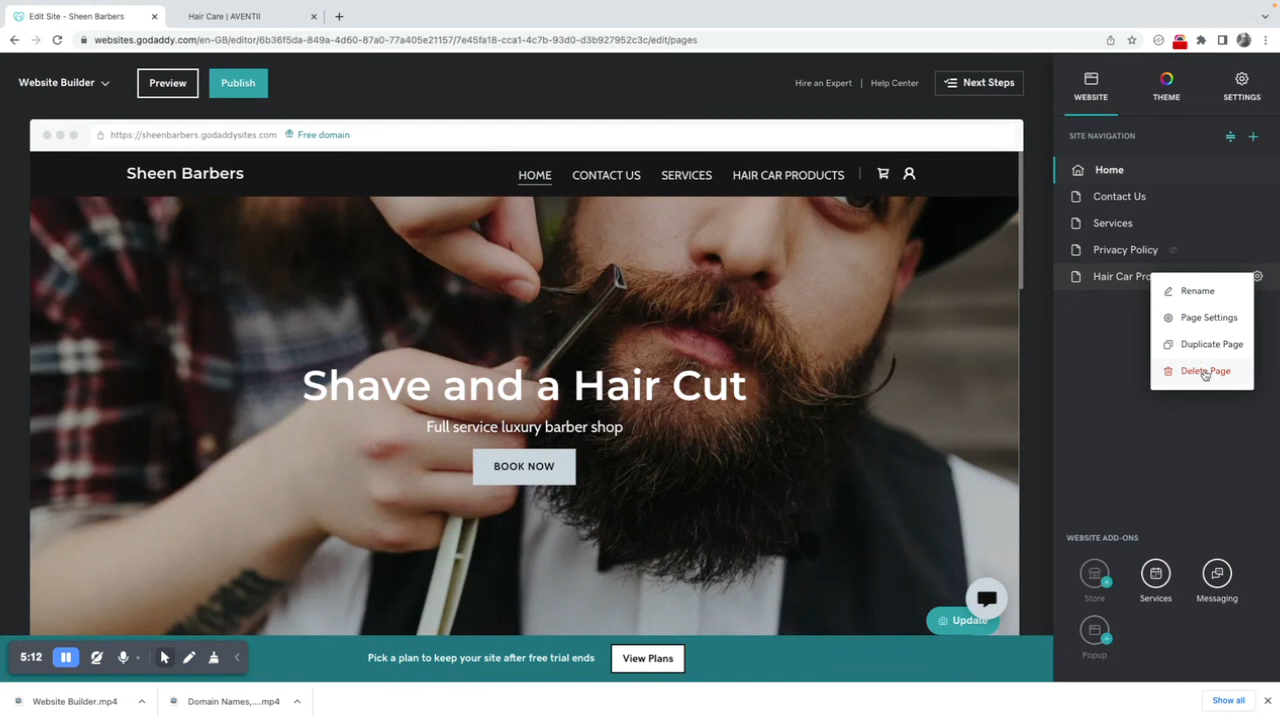 Edit Site - Sheen Barbers
Hair Care | AVENTII
websites.godaddy.com/en-GB/editor/6b36f5da-849a-4d60-87a0-77a405e21157/7e45fa18-cca1-4c7b-93d0-d3b927952c3c/edit/pages
Website Builder
Preview
Publish
Hire an Expert | Help Center
Next Steps
WEBSITE
THEME
SETTINGS
https://sheenbarbers.godaddysites.com
Free domain
SITE NAVIGATION
Sheen Barbers
HOME
CONTACT US
SERVICES
HAIR CAR PRODUCTS
Home
Contact Us
Services
Privacy Policy
Hair Car Pro
Rename
Page Settings
Duplicate Page
Delete Page
Shave and a Hair Cut
Full service luxury barber shop
BOOK NOW
WEBSITE ADD-ONS
Store
Services
Messaging
Popup
Update
5:12
Pick a plan to keep your site after free trial ends
View Plans
Website Builder.mp4
Domain Names,....mp4
Show all